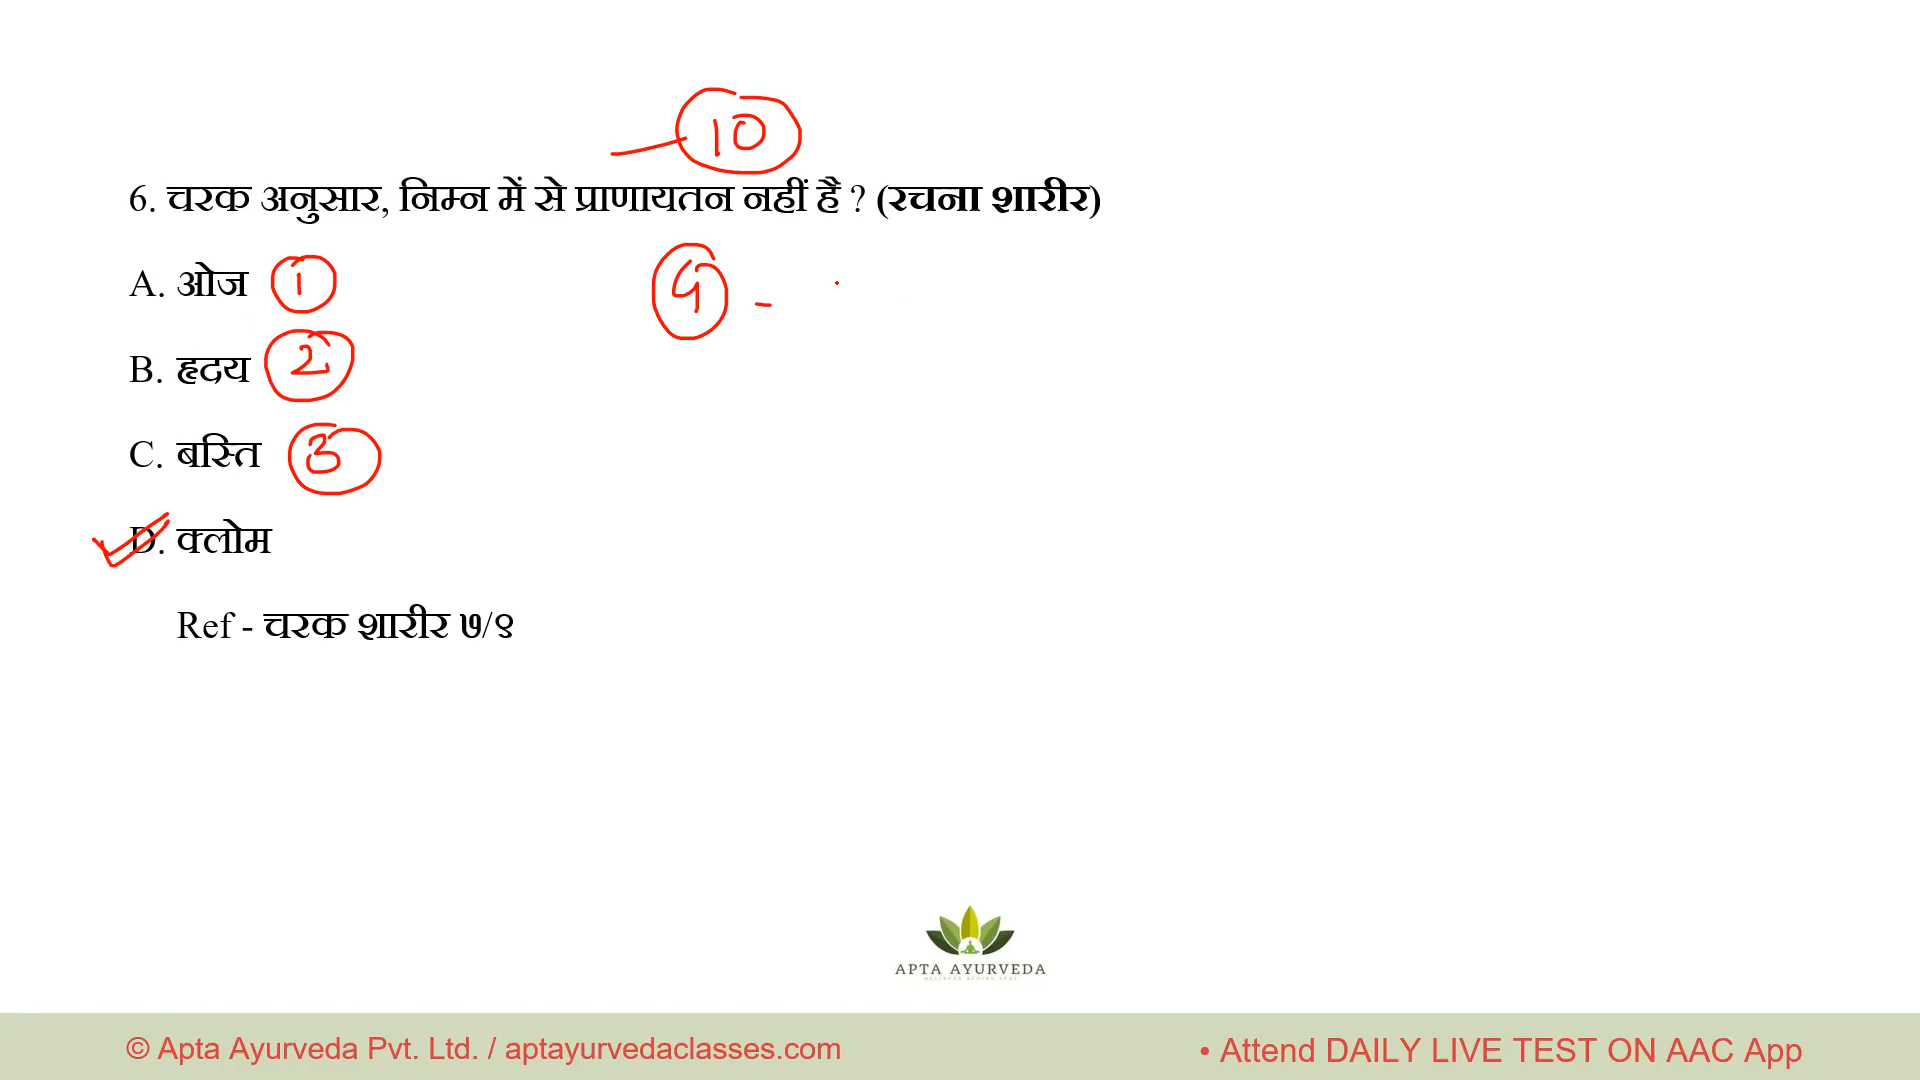 10
6. चरक अनुसार, निम्न में से प्राणायतन नहीं है ? (रचना शारीर)
A. ओज 1
B. हृदय 2
C. बस्ति 3
D. क्लोम
Ref - चरक शारीर ७/९
APTA AYURVEDA
© Apta Ayurveda Pvt. Ltd. / aptayurvedaclasses.com
• Attend DAILY LIVE TEST ON AAC App